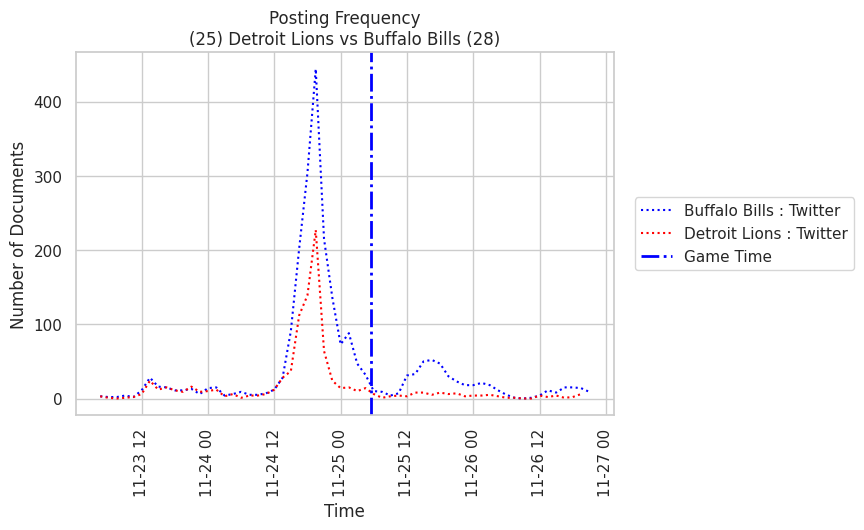 Posting Frequency
(25) Detroit Lions vs Buffalo Bills (28)
Number of Documents
400
300
200
100
0
11-23 12
11-24 00
11-24 12
11-25 00
11-25 12
11-26 00
11-26 12
11-27 00
Time
Buffalo Bills : Twitter
Detroit Lions : Twitter
Game Time